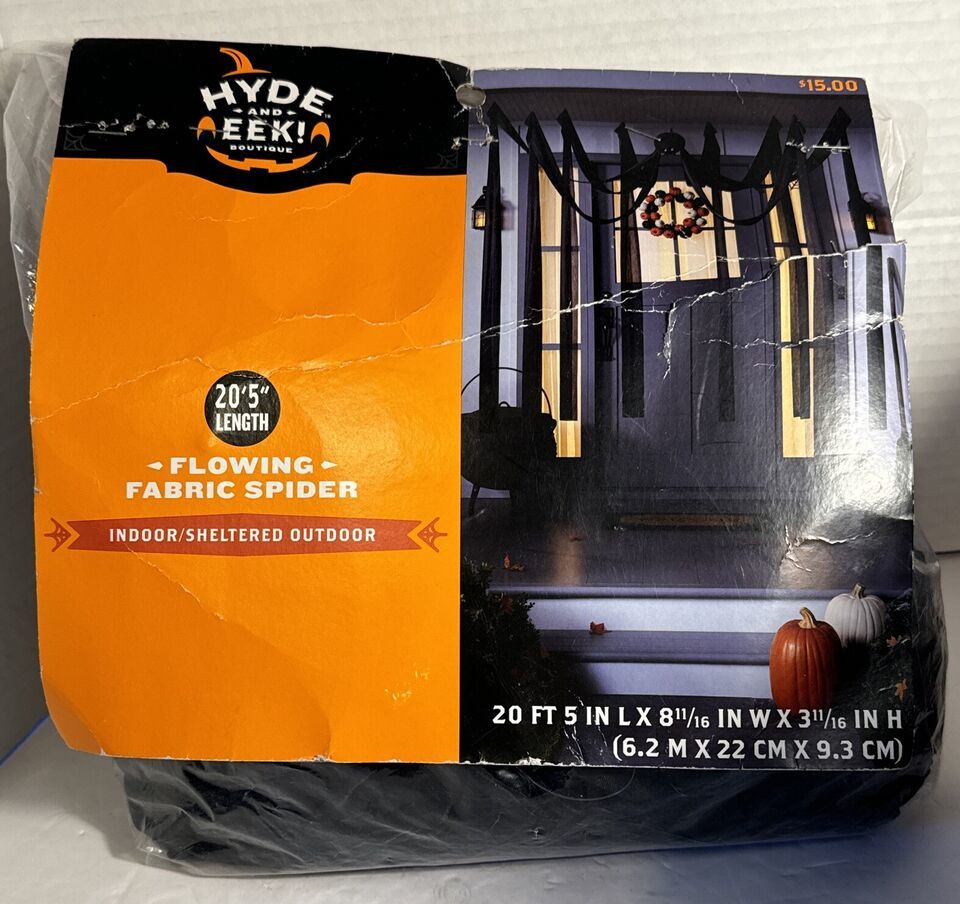 HYDE
AND
EEK!
BOUTIQUE
TM
$15.00
20'5"
LENGTH
FLOWING
FABRIC SPIDER
INDOOR/SHELTERED OUTDOOR
20 FT 5 IN L X 8 11/16 IN W X 3 11/16 IN H
(6.2 M X 22 CM X 9.3 CM)